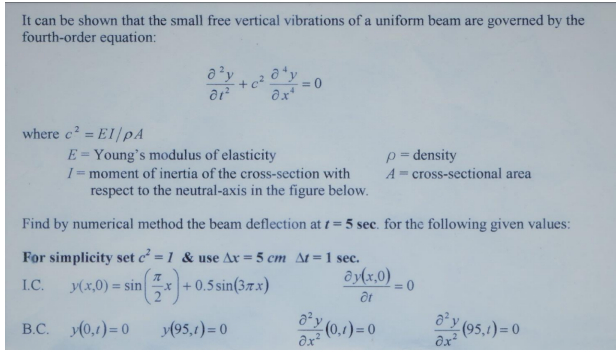 It can be shown that the small free vertical vibrations of a uniform beam are governed by the
fourth-order equation:
∂²y/∂t² + c² ∂⁴y/∂x⁴ = 0
where c² = EI/ρA
E = Young's modulus of elasticity ρ = density
I = moment of inertia of the cross-section with A = cross-sectional area
respect to the neutral-axis in the figure below.
Find by numerical method the beam deflection at t = 5 sec. for the following given values:
For simplicity set c² = 1 & use Δx = 5 cm Δt = 1 sec.
I.C. y(x,0) = sin(π/2 x) + 0.5 sin(3πx) ∂y(x,0)/∂t = 0
B.C. y(0,t) = 0 y(95,t) = 0 ∂²y/∂x² (0,t) = 0 ∂²y/∂x² (95,t) = 0